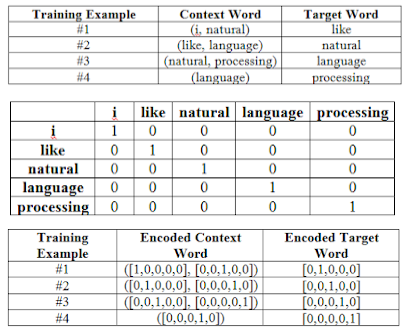 Training Example Context Word Target Word
#1 (i, natural) like
#2 (like, language) natural
#3 (natural, processing) language
#4 (language) processing
i like natural language processing
i 1 0 0 0 0
like 0 1 0 0 0
natural 0 0 1 0 0
language 0 0 0 1 0
processing 0 0 0 0 1
Training Encoded Context Encoded Target
Example Word Word
#1 ([1,0,0,0,0], [0,0,1,0,0]) [0,1,0,0,0]
#2 ([0,1,0,0,0], [0,0,0,1,0]) [0,0,1,0,0]
#3 ([0,0,1,0,0], [0,0,0,0,1]) [0,0,0,1,0]
#4 ([0,0,0,1,0]) [0,0,0,0,1]